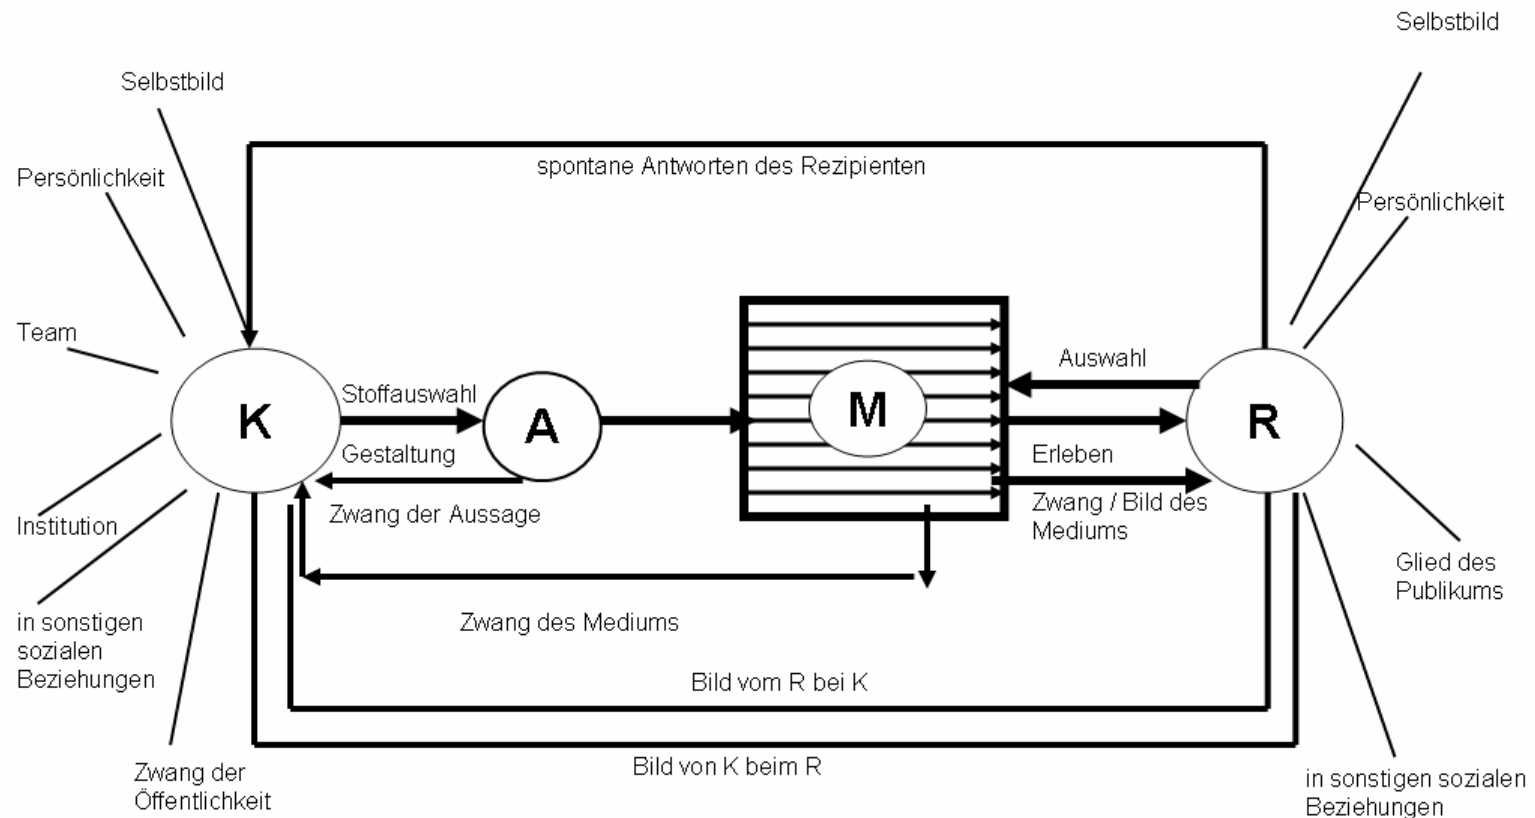 Selbstbild
Selbstbild
spontane Antworten des Rezipienten
Persönlichkeit
Persönlichkeit
Team
Auswahl
Stoffauswahl
K
A
M
R
Gestaltung
Erleben
Zwang der Aussage
Zwang / Bild des
Mediums
Institution
Glied des
Publikums
in sonstigen
sozialen
Beziehungen
Zwang des Mediums
Bild vom R bei K
Bild von K beim R
Zwang der
Öffentlichkeit
in sonstigen sozialen
Beziehungen